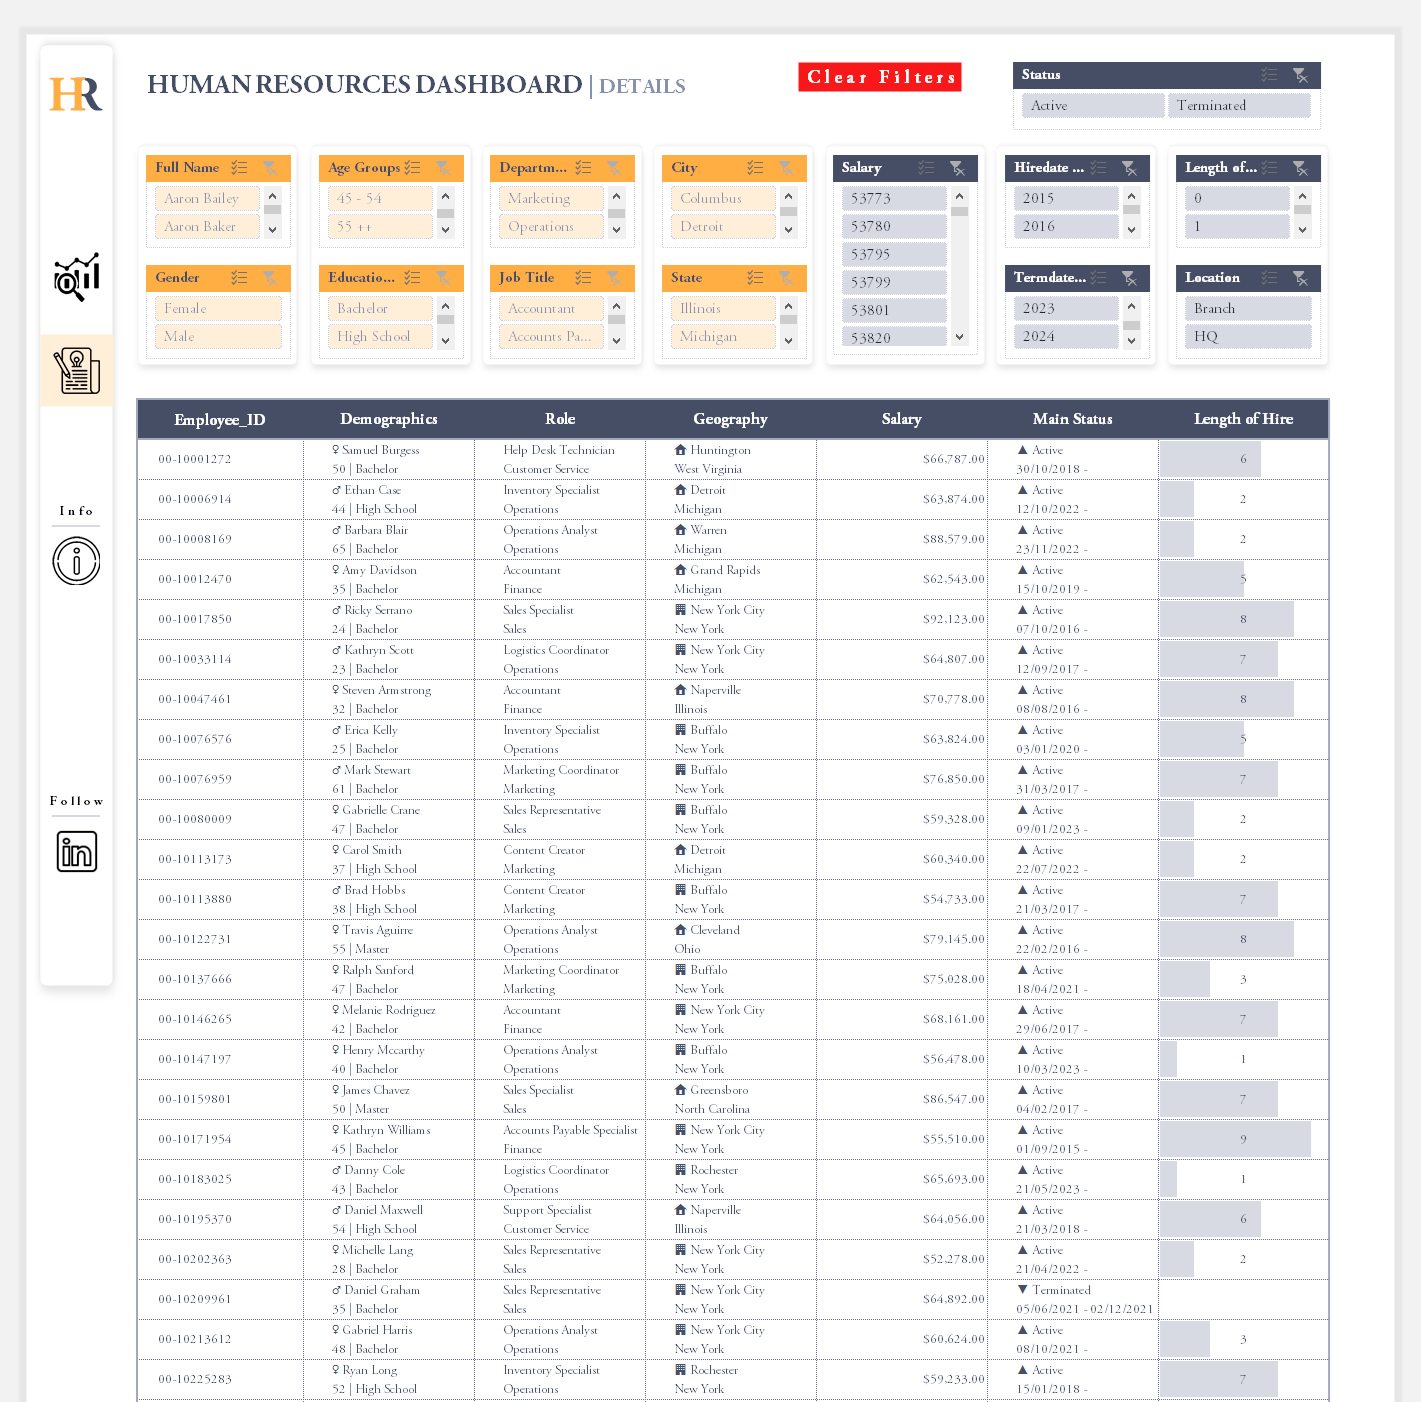 HR
HUMAN RESOURCES DASHBOARD | DETAILS
Clear Filters
Status
Active
Terminated
Full Name
Aaron Bailey
Aaron Baker
Age Groups
45 - 54
55 ++
Departm...
Marketing
Operations
City
Columbus
Detroit
Salary
53773
53780
53795
53799
53801
53820
Hiredate ...
2015
2016
Length of...
0
1
Gender
Female
Male
Educatio...
Bachelor
High School
Job Title
Accountant
Accounts Pa...
State
Illinois
Michigan
Termdate...
2023
2024
Location
Branch
HQ
Info
Follow
in
Employee_ID Demographics Role Geography Salary Main Status Length of Hire
♀ Samuel Burgess Help Desk Technician Huntington ▲ Active
00-10001272 $66,787.00 6
50 | Bachelor Customer Service West Virginia 30/10/2018 -
♂ Ethan Case Inventory Specialist Detroit ▲ Active
00-10006914 $63,874.00 2
44 | High School Operations Michigan 12/10/2022 -
♂ Barbara Blair Operations Analyst Warren ▲ Active
00-10008169 $88,579.00 2
65 | Bachelor Operations Michigan 23/11/2022 -
♀ Amy Davidson Accountant Grand Rapids ▲ Active
00-10012470 $62,543.00 5
35 | Bachelor Finance Michigan 15/10/2019 -
♂ Ricky Serrano Sales Specialist New York City ▲ Active
00-10017850 $92,123.00 8
24 | Bachelor Sales New York 07/10/2016 -
♂ Kathryn Scott Logistics Coordinator New York City ▲ Active
00-10033114 $64,807.00 7
23 | Bachelor Operations New York 12/09/2017 -
♀ Steven Armstrong Accountant Naperville ▲ Active
00-10047461 $70,778.00 8
32 | Bachelor Finance Illinois 08/08/2016 -
♂ Erica Kelly Inventory Specialist Buffalo ▲ Active
00-10076576 $63,824.00 5
25 | Bachelor Operations New York 03/01/2020 -
♂ Mark Stewart Marketing Coordinator Buffalo ▲ Active
00-10076959 $76,850.00 7
61 | Bachelor Marketing New York 31/03/2017 -
♀ Gabrielle Crane Sales Representative Buffalo ▲ Active
00-10080009 $59,328.00 2
47 | Bachelor Sales New York 09/01/2023 -
♀ Carol Smith Content Creator Detroit ▲ Active
00-10113173 $60,340.00 2
37 | High School Marketing Michigan 22/07/2022 -
♂ Brad Hobbs Content Creator Buffalo ▲ Active
00-10113880 $54,733.00 7
38 | High School Marketing New York 21/03/2017 -
♀ Travis Aguirre Operations Analyst Cleveland ▲ Active
00-10122731 $79,145.00 8
55 | Master Operations Ohio 22/02/2016 -
♀ Ralph Sanford Marketing Coordinator Buffalo ▲ Active
00-10137666 $75,028.00 3
47 | Bachelor Marketing New York 18/04/2021 -
♀ Melanie Rodriguez Accountant New York City ▲ Active
00-10146265 $68,161.00 7
42 | Bachelor Finance New York 29/06/2017 -
♀ Henry Mccarthy Operations Analyst Buffalo ▲ Active
00-10147197 $56,478.00 1
40 | Bachelor Operations New York 10/03/2023 -
♀ James Chavez Sales Specialist Greensboro ▲ Active
00-10159801 $86,547.00 7
50 | Master Sales North Carolina 04/02/2017 -
♀ Kathryn Williams Accounts Payable Specialist New York City ▲ Active
00-10171954 $55,510.00 9
45 | Bachelor Finance New York 01/09/2015 -
♂ Danny Cole Logistics Coordinator Rochester ▲ Active
00-10183025 $65,693.00 1
43 | Bachelor Operations New York 21/05/2023 -
♂ Daniel Maxwell Support Specialist Naperville ▲ Active
00-10195370 $64,056.00 6
54 | High School Customer Service Illinois 21/03/2018 -
♀ Michelle Lang Sales Representative New York City ▲ Active
00-10202363 $52,278.00 2
28 | Bachelor Sales New York 21/04/2022 -
♂ Daniel Graham Sales Representative New York City ▼ Terminated
00-10209961 $64,892.00
35 | Bachelor Sales New York 05/06/2021 - 02/12/2021
♀ Gabriel Harris Operations Analyst New York City ▲ Active
00-10213612 $60,624.00 3
48 | Bachelor Operations New York 08/10/2021 -
♀ Ryan Long Inventory Specialist Rochester ▲ Active
00-10225283 $59,233.00 7
52 | High School Operations New York 15/01/2018 -